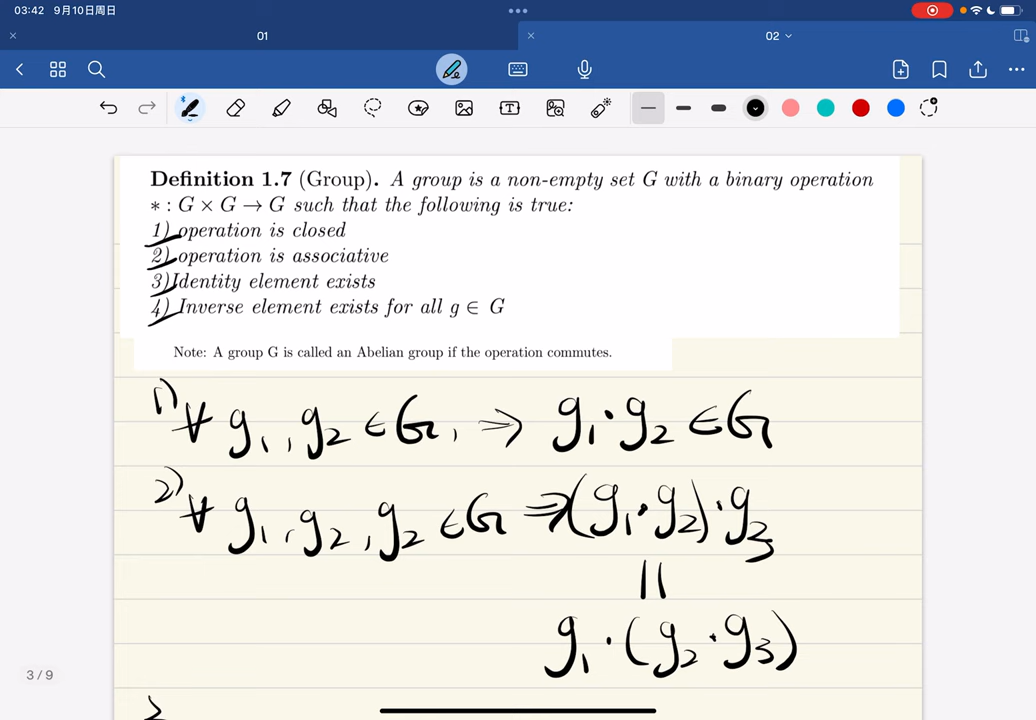 03:42 9月10日周日
01
02
Definition 1.7 (Group). A group is a non-empty set G with a binary operation
* : G × G → G such that the following is true:
1) operation is closed
2) operation is associative
3)Identity element exists
4) Inverse element exists for all g ∈ G
Note: A group G is called an Abelian group if the operation commutes.
1) ∀ g₁, g₂ ∈ G, ⇒ g₁ · g₂ ∈ G
2) ∀ g₁, g₂, g₂ ∈ G ⇒ (g₁ · g₂) · g₃
=
g₁ · (g₂ · g₃)
3 / 9